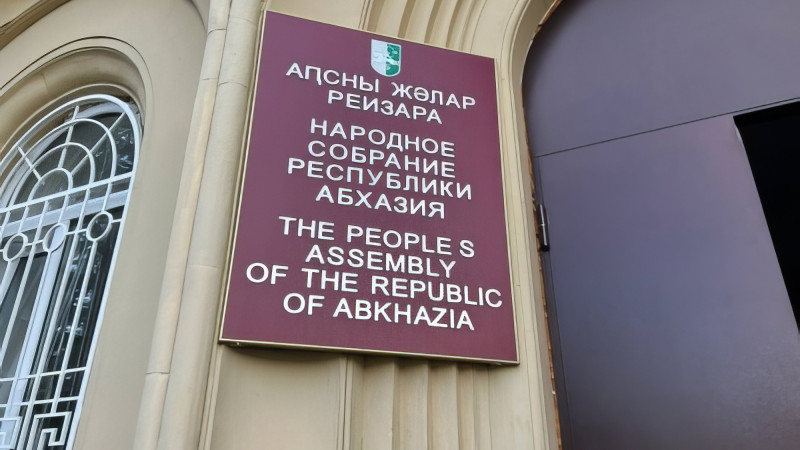 АԤСНЫ ЖӘЛАР
РЕИЗАРА
НАРОДНОЕ
СОБРАНИЕ
РЕСПУБЛИКИ
АБХАЗИЯ
THE PEOPLE S
ASSEMBLY
OF THE REPUBLIC
OF ABKHAZIA